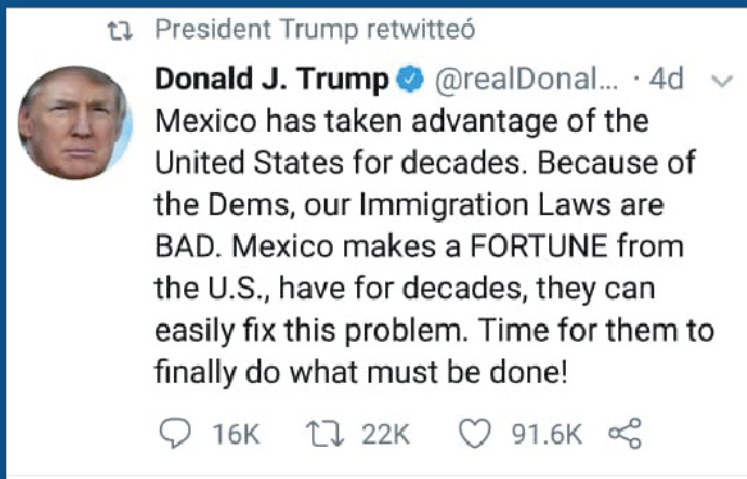 President Trump retwitteó
Donald J. Trump @realDonal... · 4d
Mexico has taken advantage of the
United States for decades. Because of
the Dems, our Immigration Laws are
BAD. Mexico makes a FORTUNE from
the U.S., have for decades, they can
easily fix this problem. Time for them to
finally do what must be done!
16K 22K 91.6K